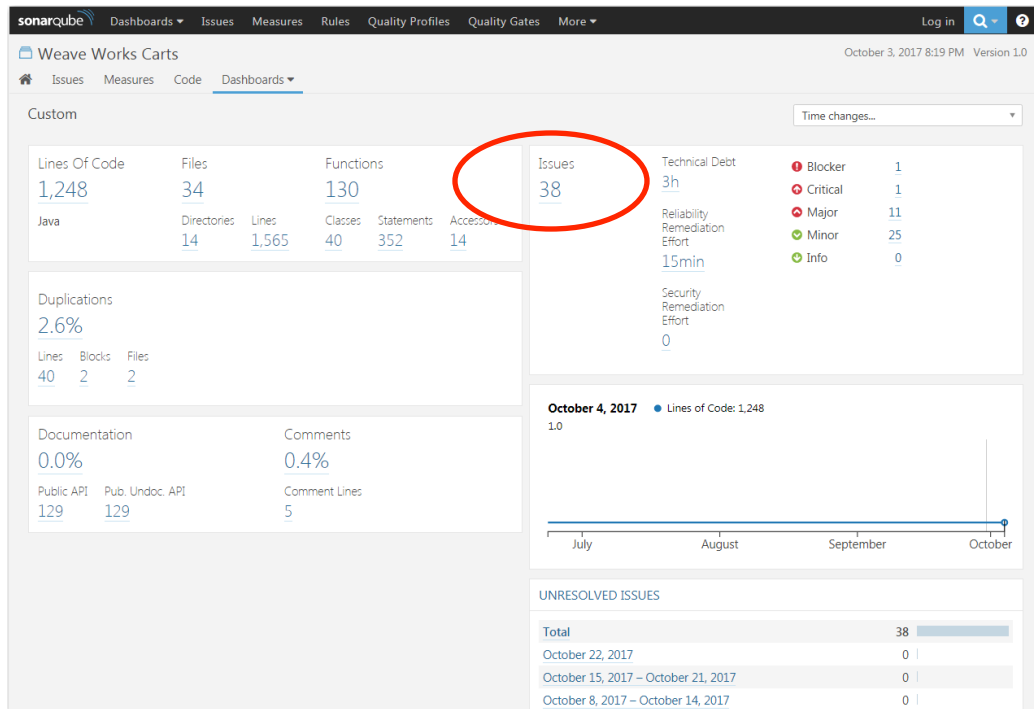 sonarqube Dashboards Issues Measures Rules Quality Profiles Quality Gates More Log in ?
Weave Works Carts October 3, 2017 8:19 PM Version 1.0
Issues Measures Code Dashboards
Custom Time changes...
Lines Of Code Files Functions
1,248 34 130
Java Directories Lines Classes Statements Accessors
14 1,565 40 352 14
Issues
38
Technical Debt
3h
Reliability
Remediation
Effort
15min
Security
Remediation
Effort
0
Blocker 1
Critical 1
Major 11
Minor 25
Info 0
Duplications
2.6%
Lines Blocks Files
40 2 2
Documentation Comments
0.0% 0.4%
Public API Pub. Undoc. API Comment Lines
129 129 5
October 4, 2017 Lines of Code: 1,248
1.0
July August September October
UNRESOLVED ISSUES
Total 38
October 22, 2017 0
October 15, 2017 – October 21, 2017 0
October 8, 2017 – October 14, 2017 0